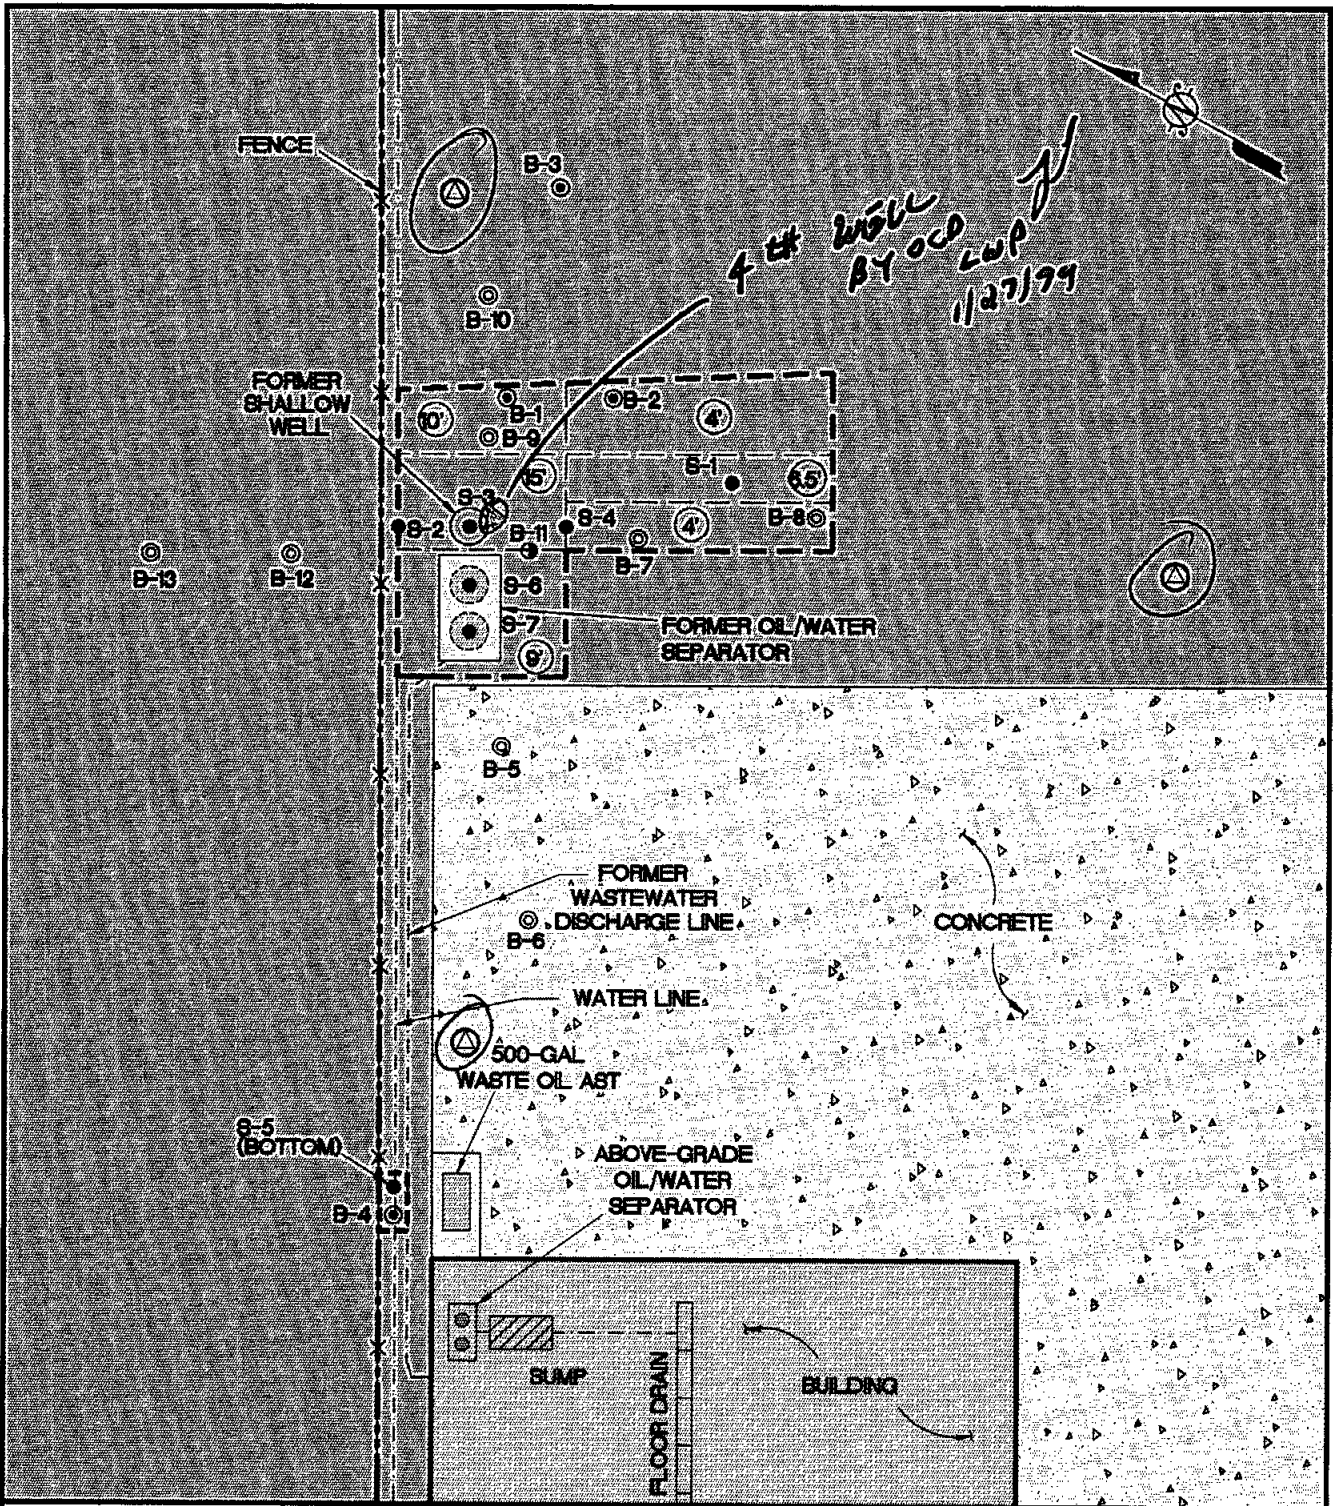 FENCE
B-3
4TH WELL
BY OCD
LWP
1/27/99
B-10
FORMER
SHALLOW
WELL
10'
B-1
B-2
4'
B-9
15'
S-1
6.5'
S-3
S-2
B-11
S-4
4'
B-8
B-7
B-13
B-12
S-6
S-7
9'
FORMER OIL/WATER
SEPARATOR
B-5
FORMER
WASTEWATER
DISCHARGE LINE
B-6
CONCRETE
WATER LINE
500-GAL
WASTE OIL AST
S-5
(BOTTOM)
B-4
ABOVE-GRADE
OIL/WATER
SEPARATOR
SUMP
FLOOR DRAIN
BUILDING